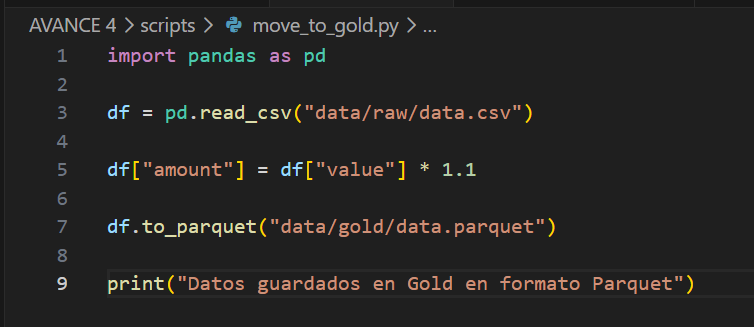 AVANCE 4 > scripts > move_to_gold.py > ...
1 import pandas as pd
2
3 df = pd.read_csv("data/raw/data.csv")
4
5 df["amount"] = df["value"] * 1.1
6
7 df.to_parquet("data/gold/data.parquet")
8
9 print("Datos guardados en Gold en formato Parquet")